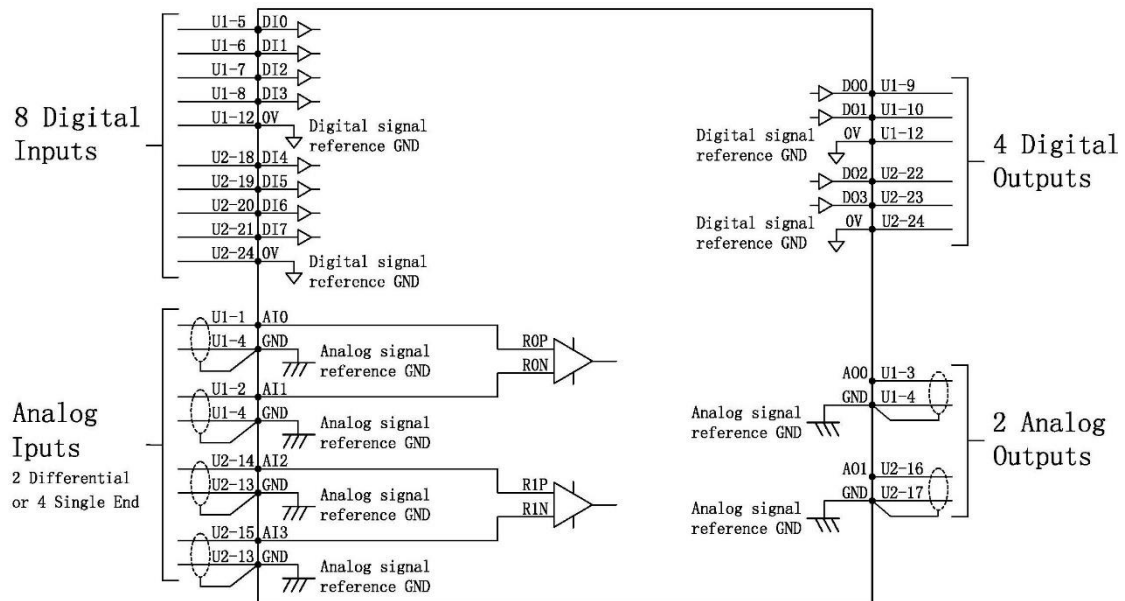 8 Digital
Inputs
U1-5 DI0
U1-6 DI1
U1-7 DI2
U1-8 DI3
U1-12 0V
Digital signal
reference GND
U2-18 DI4
U2-19 DI5
U2-20 DI6
U2-21 DI7
U2-24 0V
Digital signal
reference GND
Analog
Iputs
2 Differential
or 4 Single End
U1-1 AI0
U1-4 GND
Analog signal
reference GND
U1-2 AI1
U1-4 GND
Analog signal
reference GND
R0P
R0N
U2-14 AI2
U2-13 GND
Analog signal
reference GND
U2-15 AI3
U2-13 GND
Analog signal
reference GND
R1P
R1N
DO0 U1-9
DO1 U1-10
0V U1-12
Digital signal
reference GND
DO2 U2-22
DO3 U2-23
0V U2-24
Digital signal
reference GND
4 Digital
Outputs
AO0 U1-3
GND U1-4
Analog signal
reference GND
AO1 U2-16
GND U2-17
Analog signal
reference GND
2 Analog
Outputs